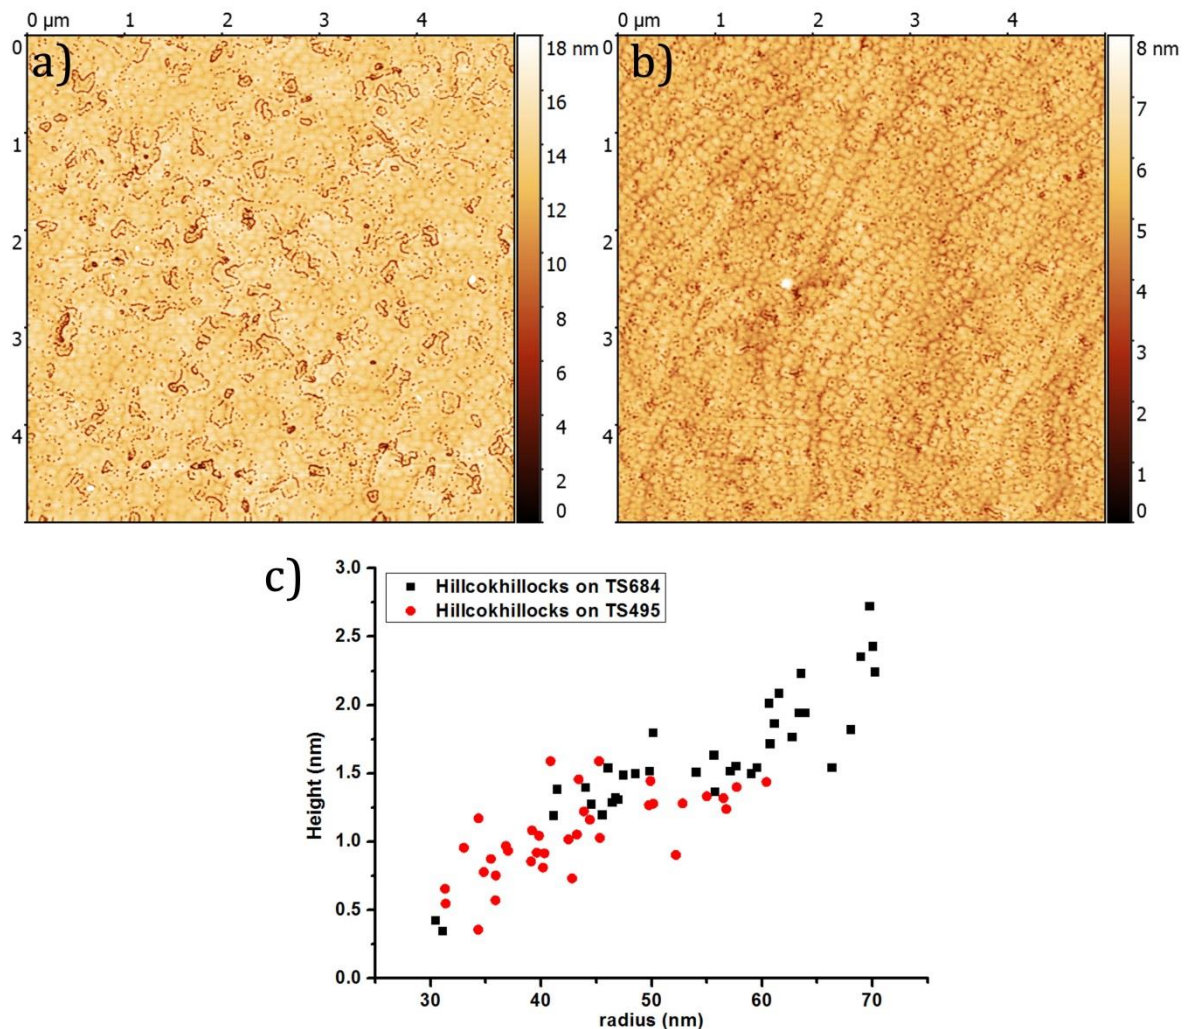 0 µm 1 2 3 4
a)
0
1
2
3
4
18 nm
16
14
12
10
8
6
4
2
0
0 µm 1 2 3 4
b)
0
1
2
3
4
8 nm
7
6
5
4
3
2
1
0
c)
Hillcokhillocks on TS684
Hillcokhillocks on TS495
Height (nm)
3.0
2.5
2.0
1.5
1.0
0.5
0.0
30 40 50 60 70
radius (nm)